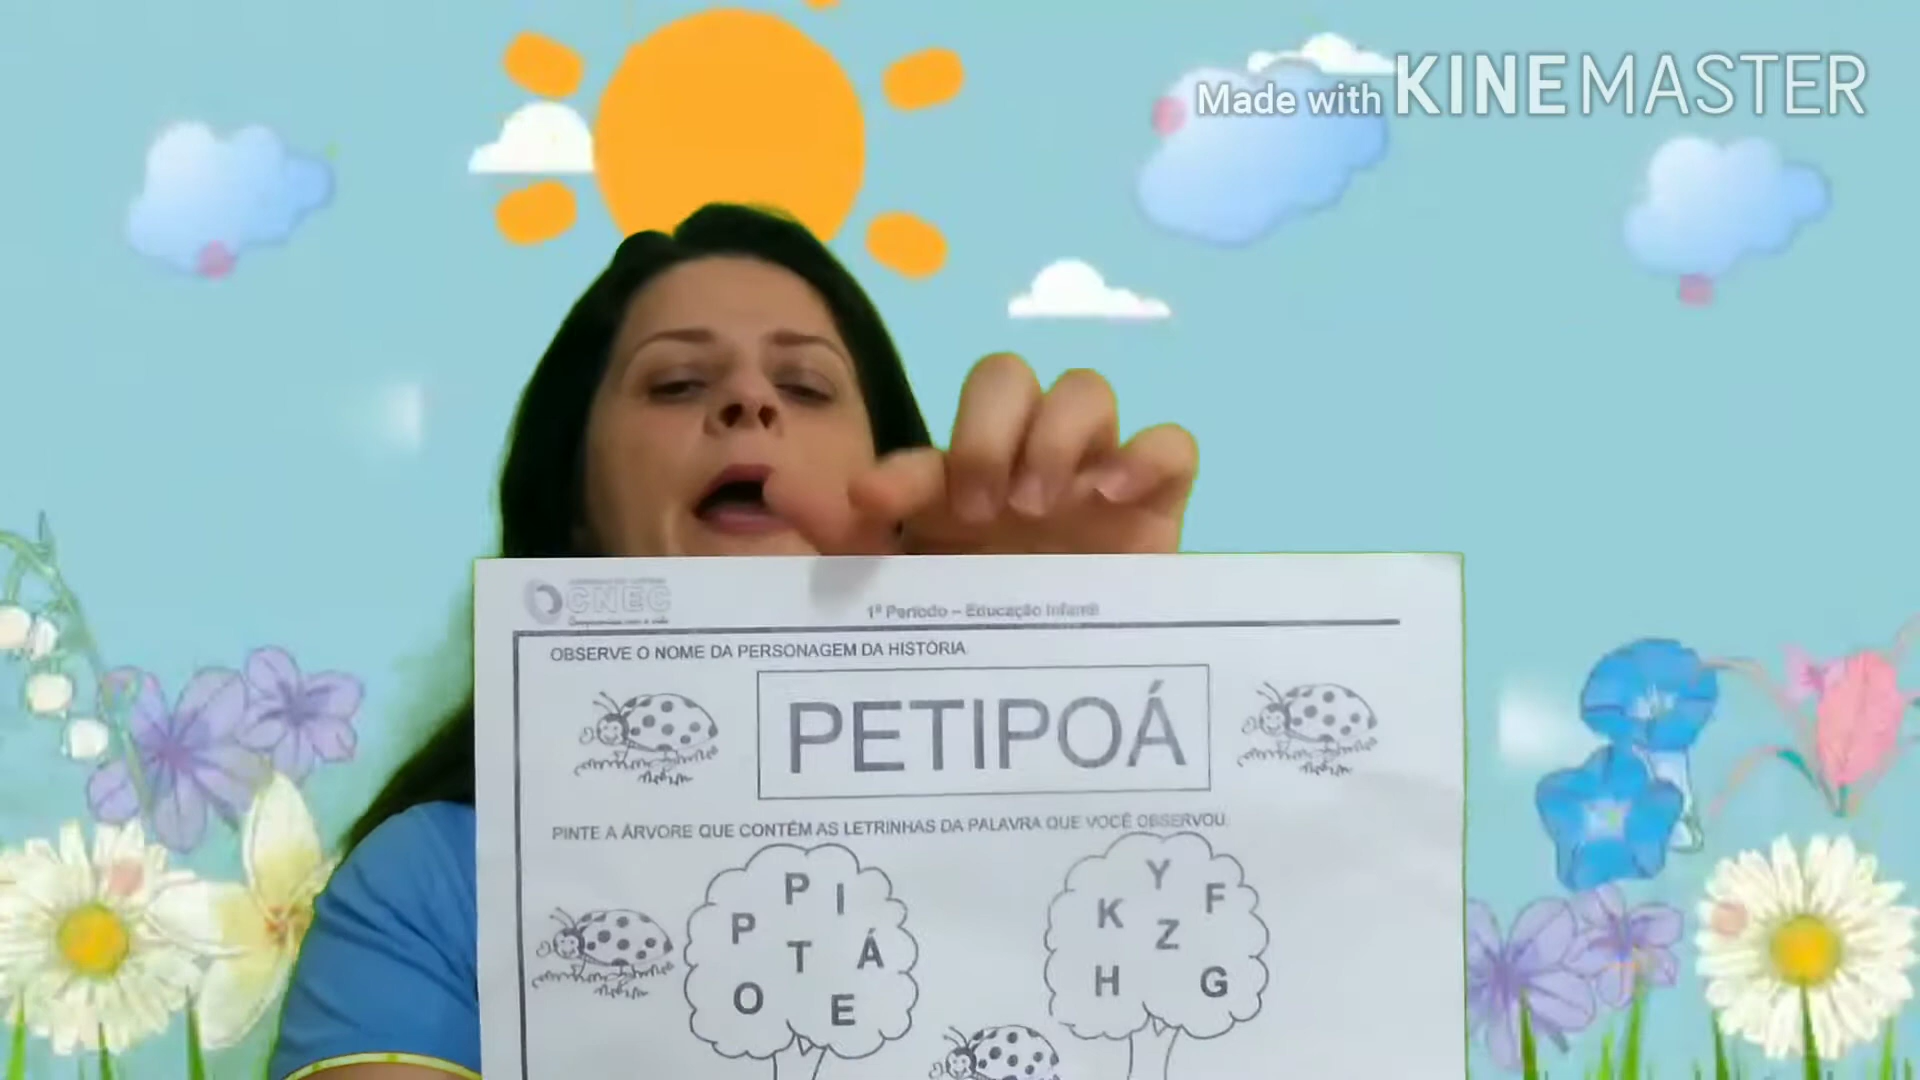 Made with KINEMASTER
CNEC
1º Período – Educação Infantil
OBSERVE O NOME DA PERSONAGEM DA HISTÓRIA.
PETIPOÁ
PINTE A ÁRVORE QUE CONTÉM AS LETRINHAS DA PALAVRA QUE VOCÊ OBSERVOU.
P I
P
T Á
O E
Y
K F
Z
H G